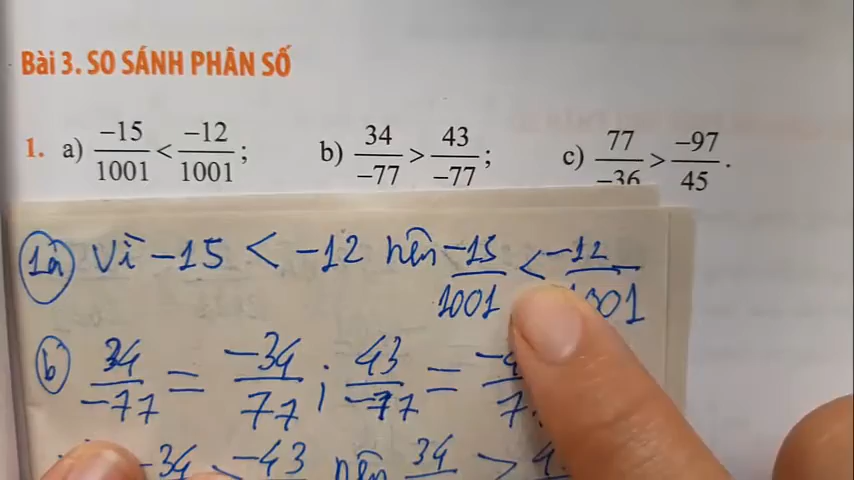 Bài 3. SO SÁNH PHÂN SỐ
1. a) −15/1001 < −12/1001; b) 34/−77 > 43/−77; c) 77/−36 > −97/45.
1a) Vì −15 < −12 nên −15/1001 < −12/1001
b) 34/−77 = −34/77; 43/−77 =
−34 −43 nên 34 >